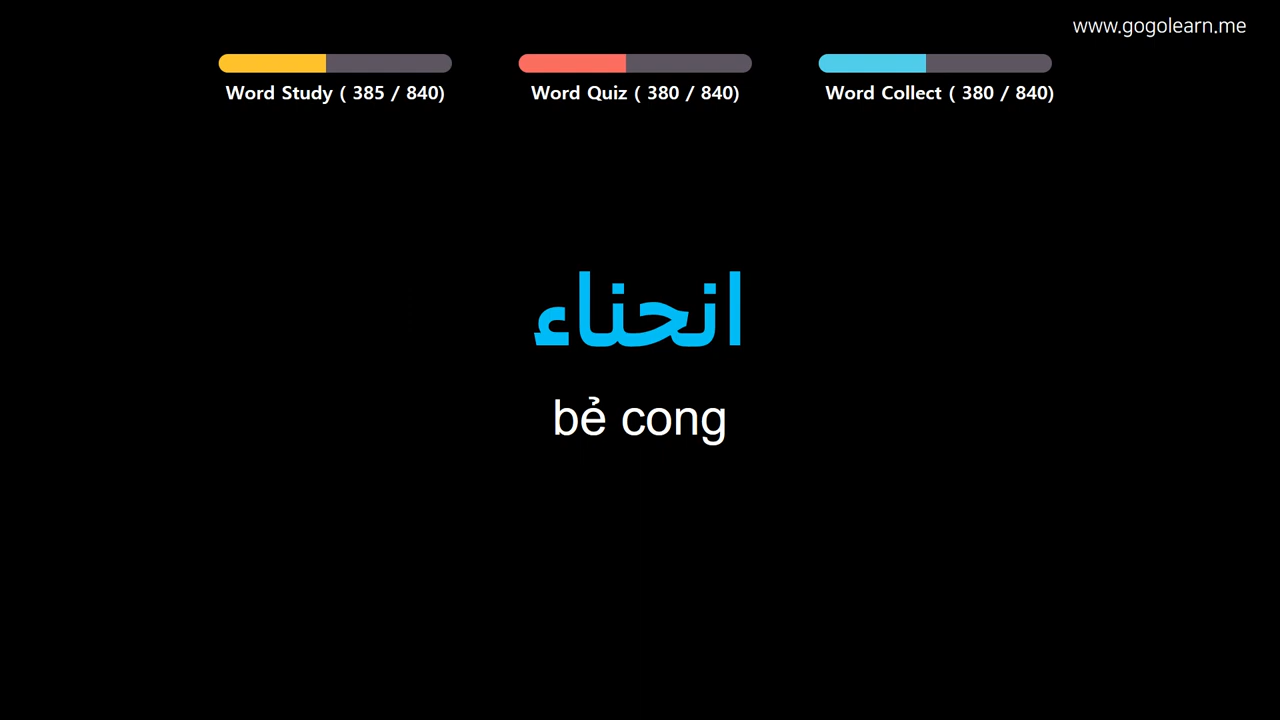 www.gogolearn.me
Word Study ( 385 / 840)
Word Quiz ( 380 / 840)
Word Collect ( 380 / 840)
انحناء
bẻ cong